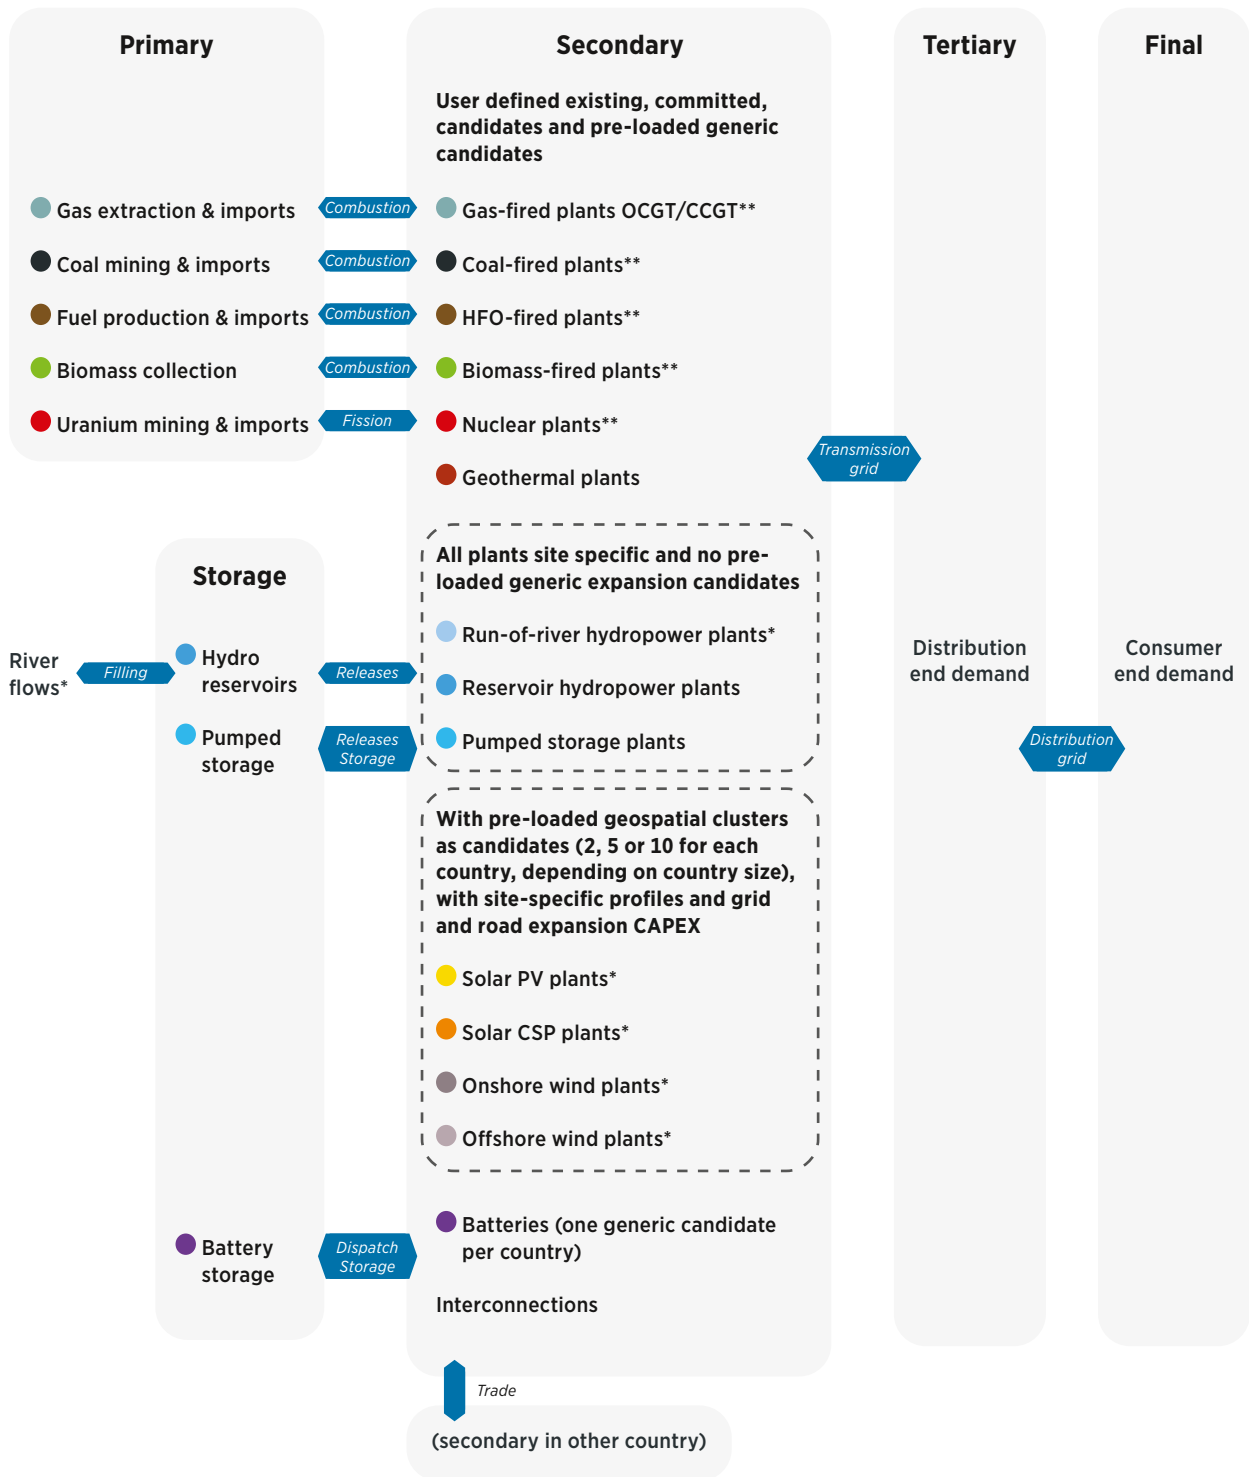 Primary
Secondary
Tertiary
Final
User defined existing, committed,
candidates and pre-loaded generic
candidates
Gas extraction & imports
Combustion
Gas-fired plants OCGT/CCGT**
Coal mining & imports
Combustion
Coal-fired plants**
Fuel production & imports
Combustion
HFO-fired plants**
Biomass collection
Combustion
Biomass-fired plants**
Uranium mining & imports
Fission
Nuclear plants**
Geothermal plants
Transmission
grid
Storage
All plants site specific and no pre-
loaded generic expansion candidates
Run-of-river hydropower plants*
River
flows*
Filling
Hydro
reservoirs
Releases
Reservoir hydropower plants
Pumped
storage
Releases
Storage
Pumped storage plants
Distribution
end demand
Consumer
end demand
Distribution
grid
With pre-loaded geospatial clusters
as candidates (2, 5 or 10 for each
country, depending on country size),
with site-specific profiles and grid
and road expansion CAPEX
Solar PV plants*
Solar CSP plants*
Onshore wind plants*
Offshore wind plants*
Battery
storage
Dispatch
Storage
Batteries (one generic candidate
per country)
Interconnections
Trade
(secondary in other country)